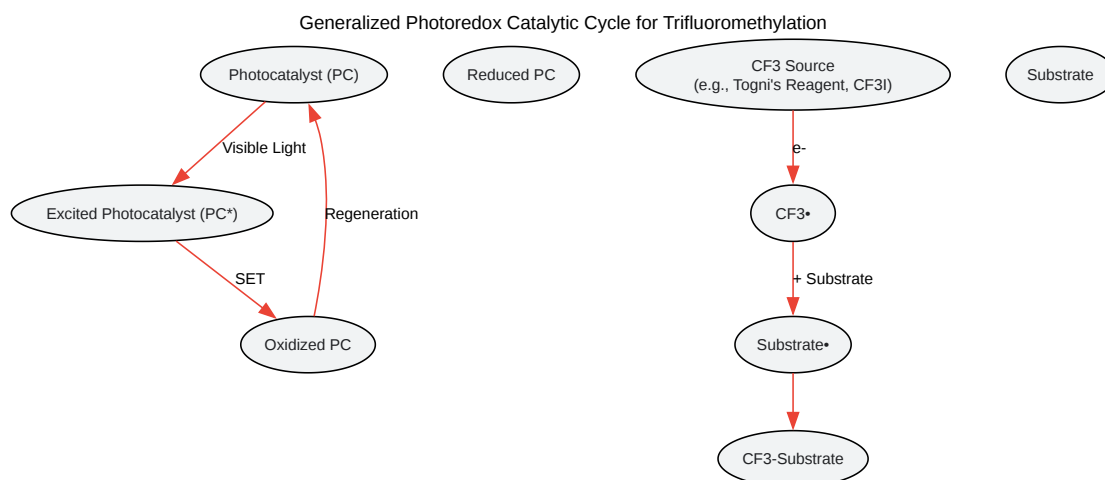 Generalized Photoredox Catalytic Cycle for Trifluoromethylation
Photocatalyst (PC)
Reduced PC
CF3 Source
(e.g., Togni's Reagent, CF3I)
Substrate
Visible Light
e-
Excited Photocatalyst (PC*)
Regeneration
CF3•
SET
+ Substrate
Oxidized PC
Substrate•
CF3-Substrate